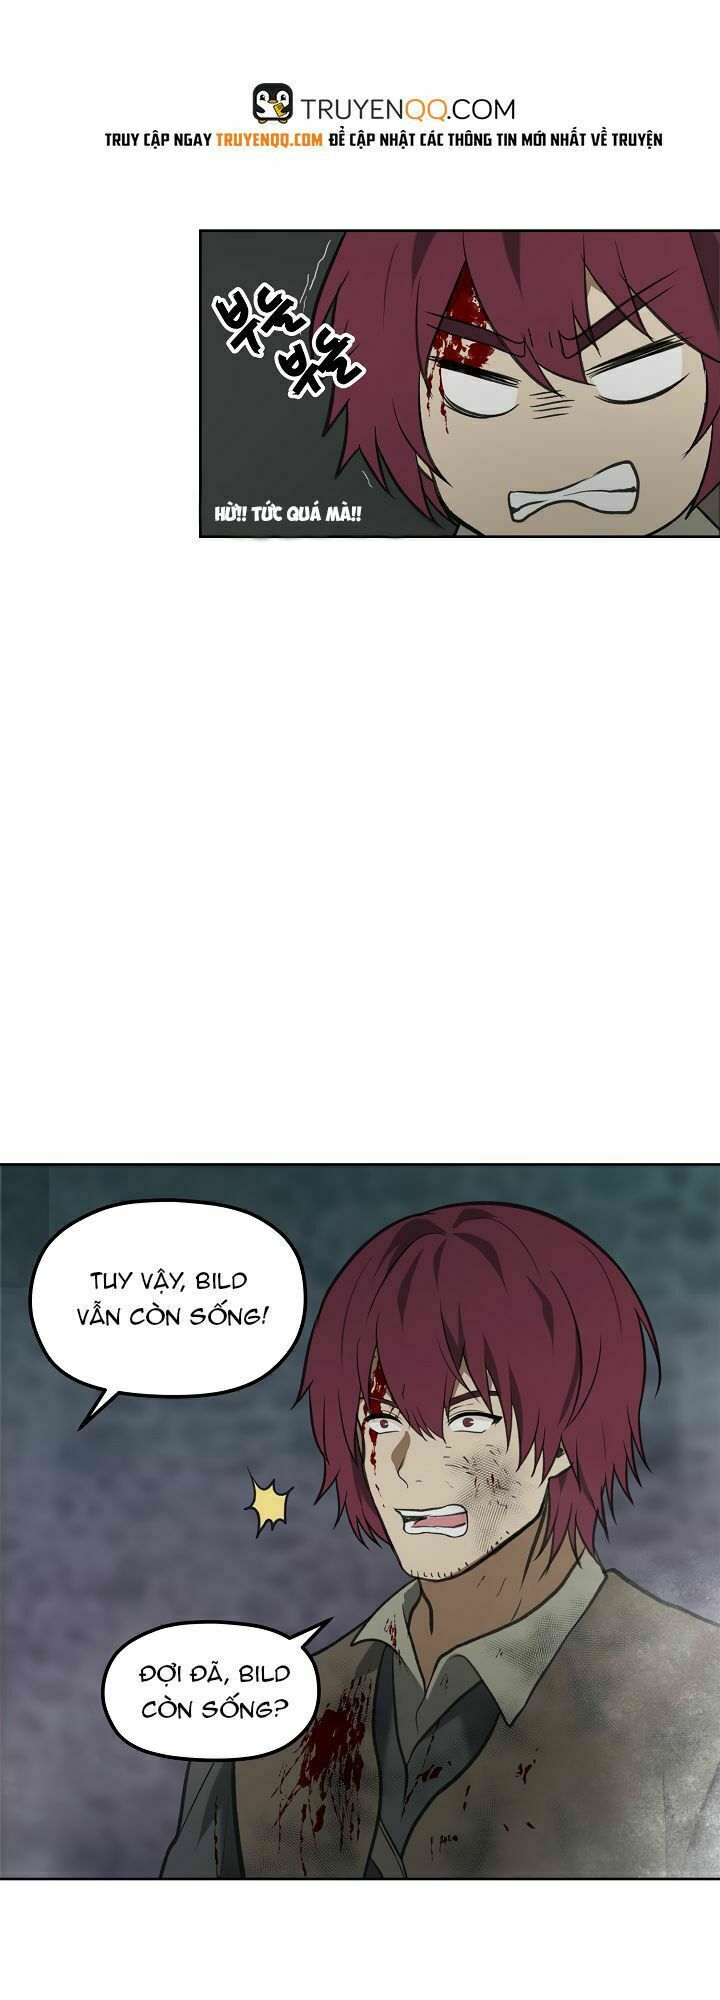 TRUYENQQ.COM
TRUY CẬP NGAY TRUYENQQ.COM ĐỂ CẬP NHẬT CÁC THÔNG TIN MỚI NHẤT VỀ TRUYỆN
부들
부들
HỪ!! TỨC QUÁ MÀ!!
TUY VẬY, BILD
VẪN CÒN SỐNG!
ĐỢI ĐÃ, BILD
CÒN SỐNG?